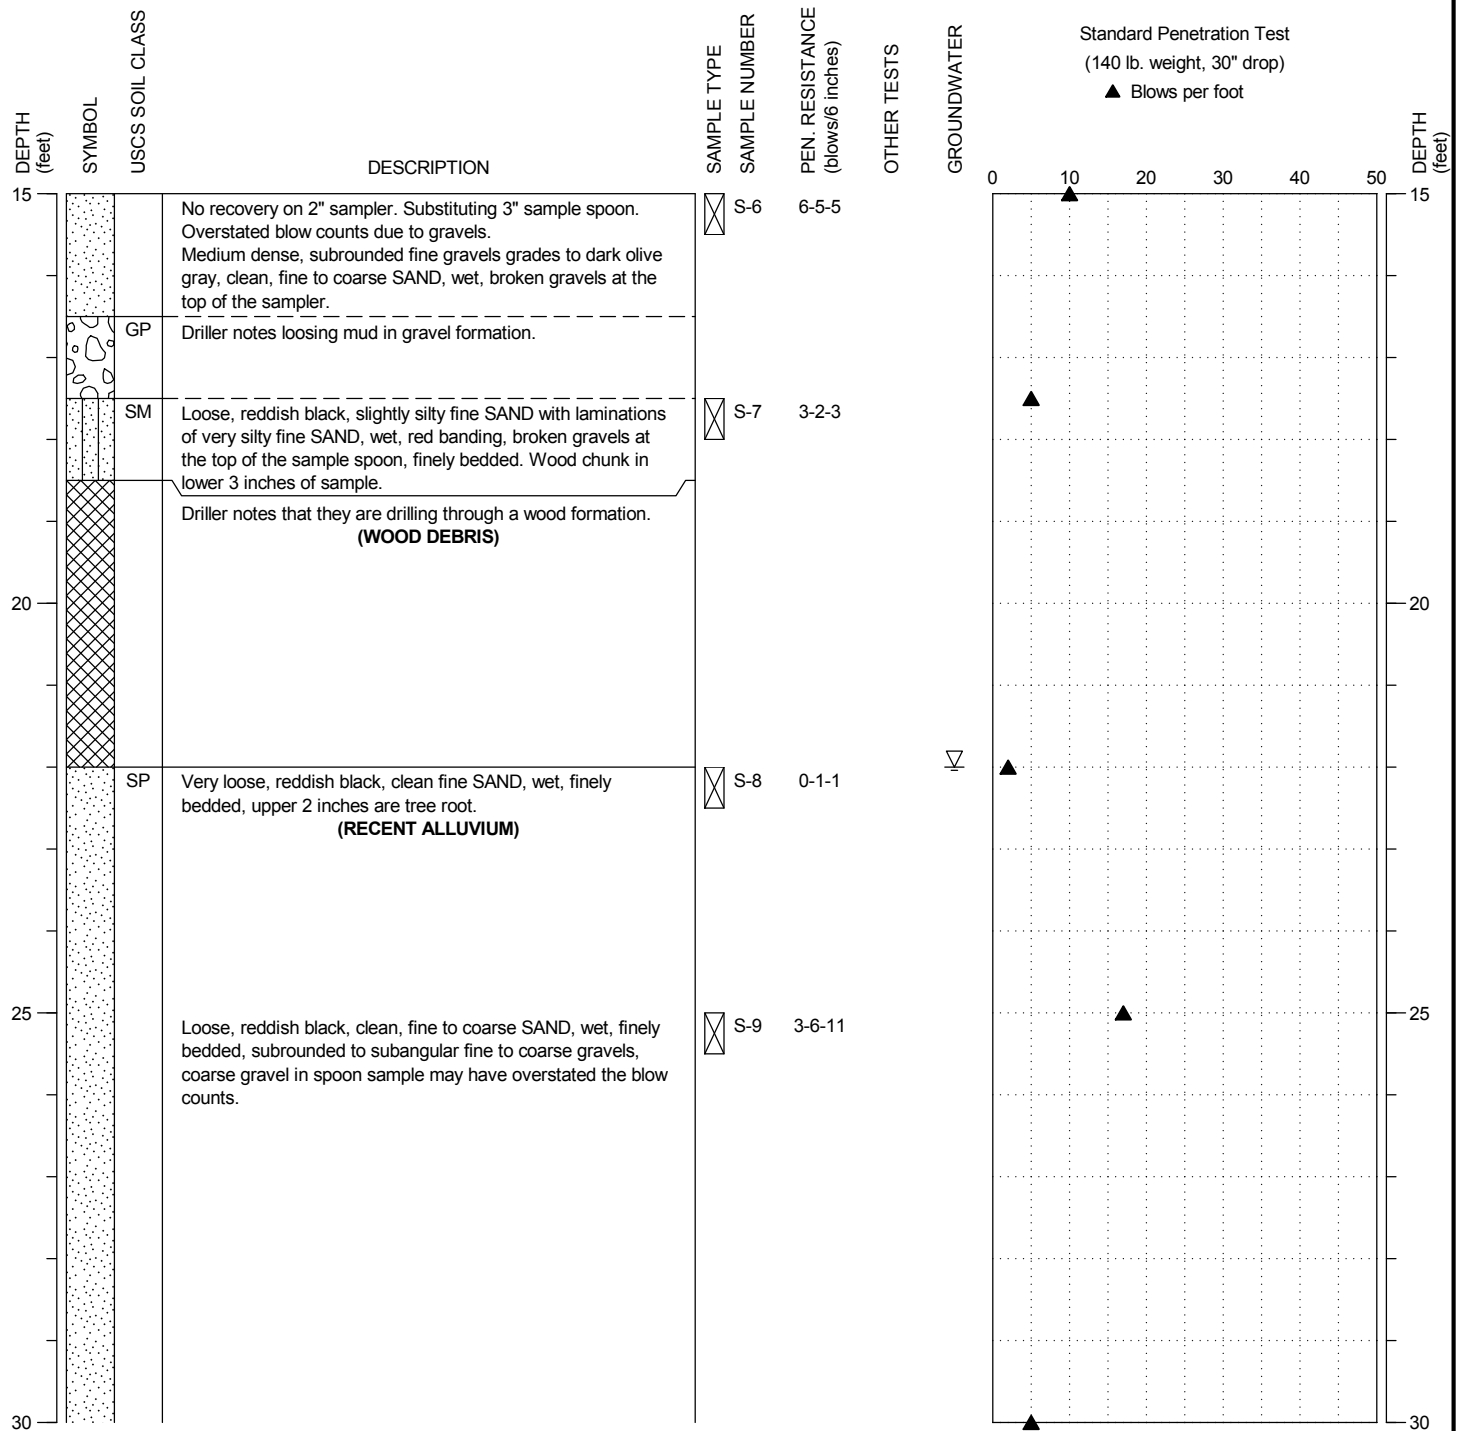 DEPTH
(feet)
SYMBOL
USCS SOIL CLASS
DESCRIPTION
SAMPLE TYPE
SAMPLE NUMBER
PEN. RESISTANCE
(blows/6 inches)
OTHER TESTS
GROUNDWATER
Standard Penetration Test
(140 lb. weight, 30" drop)
▲ Blows per foot
DEPTH
(feet)
0 10 20 30 40 50
15
No recovery on 2" sampler. Substituting 3" sample spoon.
Overstated blow counts due to gravels.
Medium dense, subrounded fine gravels grades to dark olive
gray, clean, fine to coarse SAND, wet, broken gravels at the
top of the sampler.
S-6 6-5-5
15
GP Driller notes loosing mud in gravel formation.
SM Loose, reddish black, slightly silty fine SAND with laminations
of very silty fine SAND, wet, red banding, broken gravels at
the top of the sample spoon, finely bedded. Wood chunk in
lower 3 inches of sample.
S-7 3-2-3
Driller notes that they are drilling through a wood formation.
(WOOD DEBRIS)
20
20
SP Very loose, reddish black, clean fine SAND, wet, finely
bedded, upper 2 inches are tree root.
(RECENT ALLUVIUM)
S-8 0-1-1
25
Loose, reddish black, clean, fine to coarse SAND, wet, finely
bedded, subrounded to subangular fine to coarse gravels,
coarse gravel in spoon sample may have overstated the blow
counts.
S-9 3-6-11
25
30
30